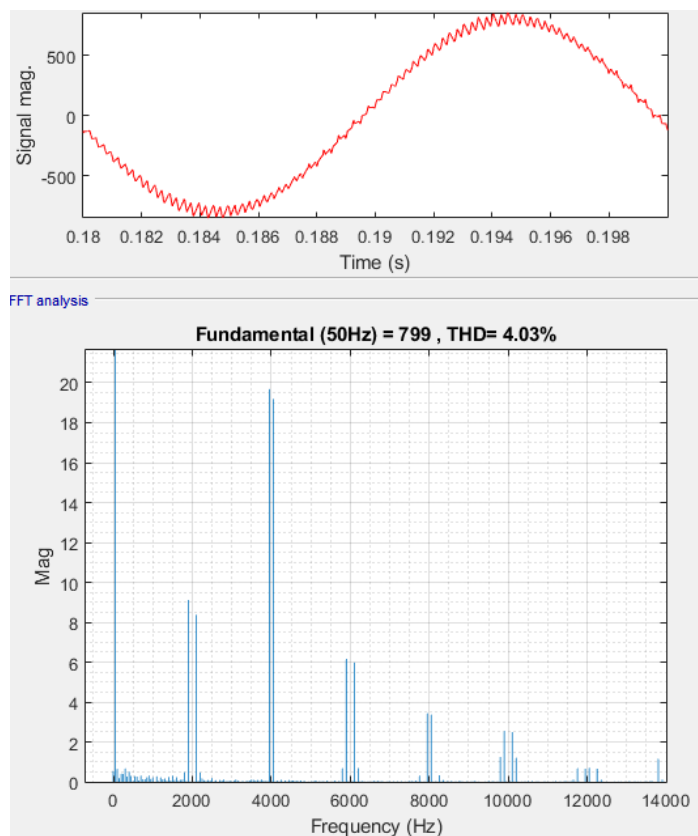 500
0
-500
Signal mag.
0.18 0.182 0.184 0.186 0.188 0.19 0.192 0.194 0.196 0.198
Time (s)
FFT analysis
Fundamental (50Hz) = 799 , THD= 4.03%
20
18
16
14
12
10
8
6
4
2
0
Mag
0 2000 4000 6000 8000 10000 12000 14000
Frequency (Hz)